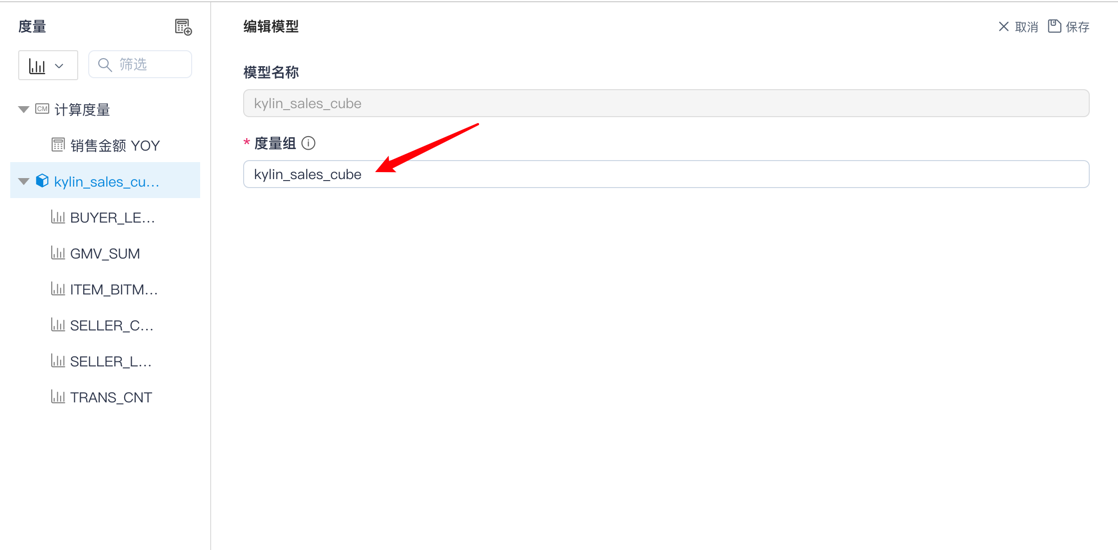 度量
筛选
CM 计算度量
销售金额 YOY
kylin_sales_cu...
BUYER_LE...
GMV_SUM
ITEM_BITM...
SELLER_C...
SELLER_L...
TRANS_CNT
编辑模型
取消 保存
模型名称
kylin_sales_cube
* 度量组
kylin_sales_cube